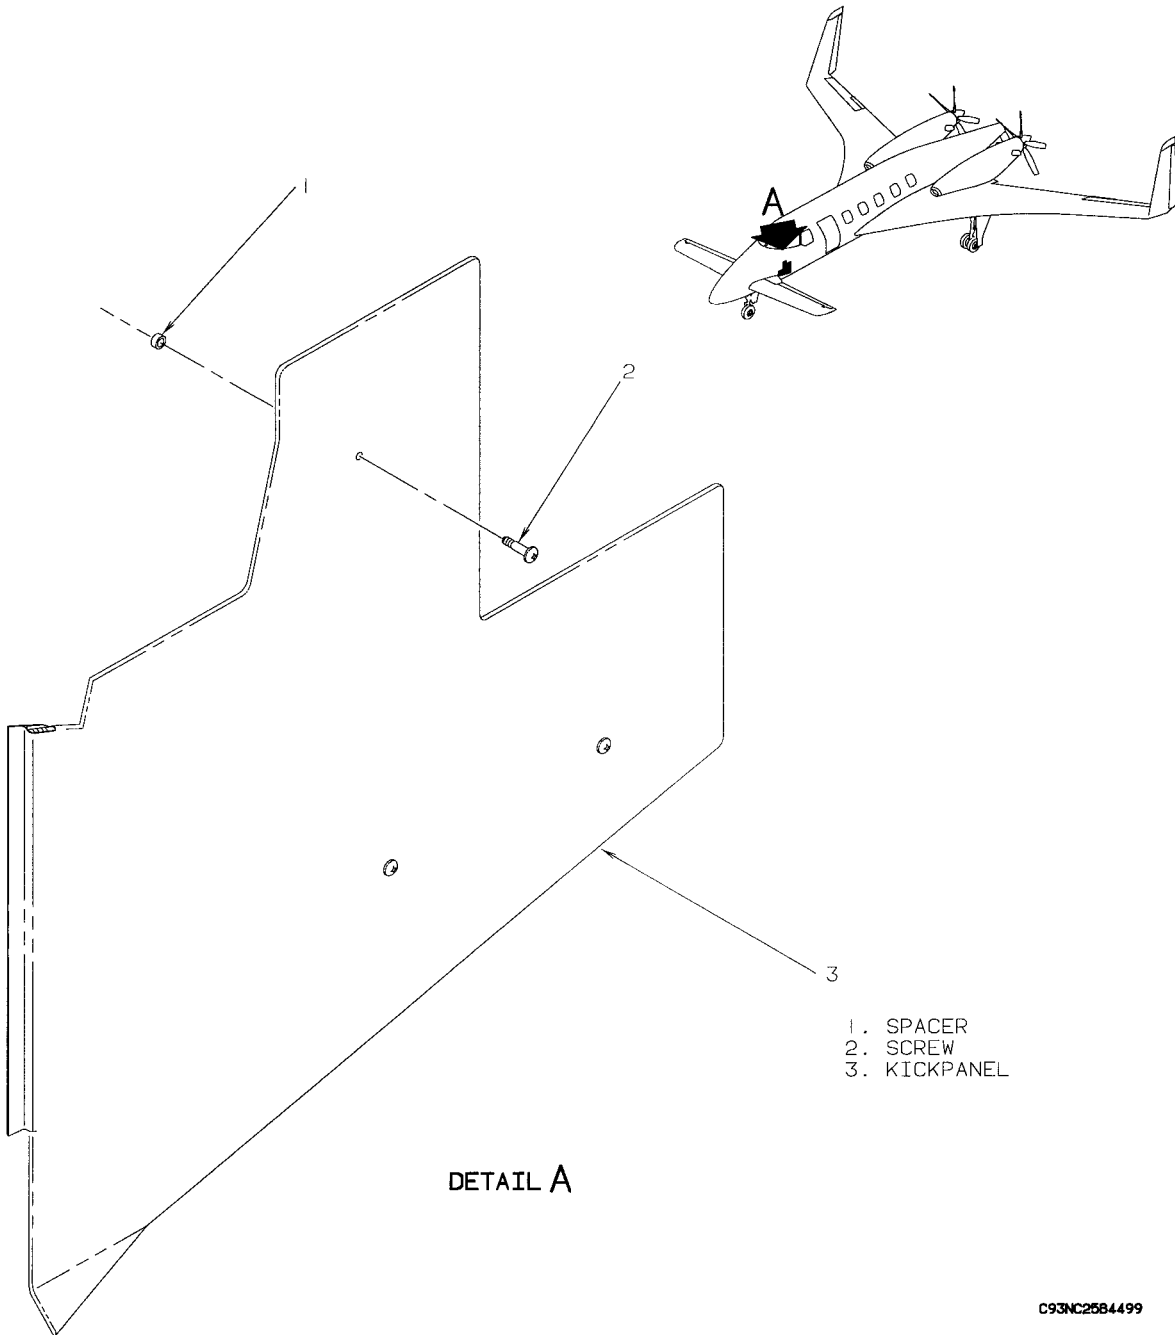 A
1
2
3
1. SPACER
2. SCREW
3. KICKPANEL
DETAIL A
C93NC25B4499